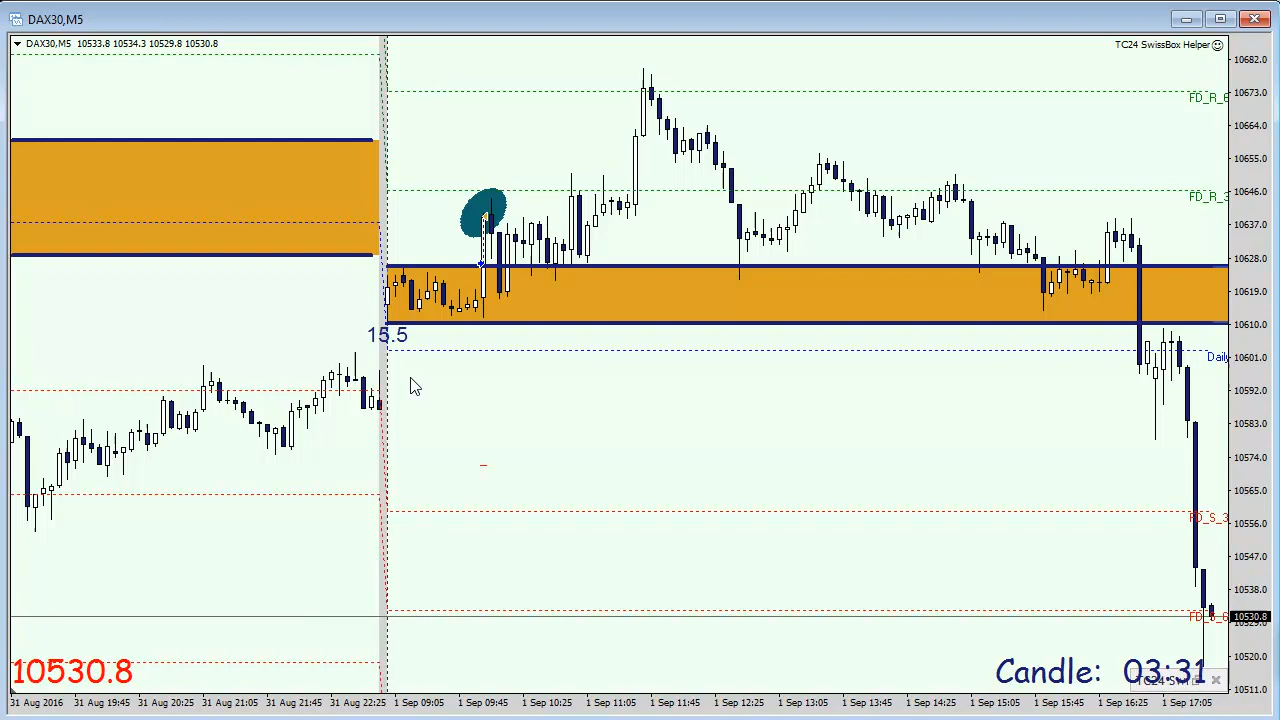 DAX30,M5
DAX30,M5 10533.8 10534.3 10529.8 10530.8
TC24 SwissBox Helper
10682.0
FD_R_6
10673.0
10664.0
10655.0
FD_R_3
10646.0
10637.0
10628.0
10619.0
10610.0
15.5
Daily
10601.0
10592.0
10583.0
10574.0
10565.0
FD_S_3
10556.0
10547.0
10538.0
FD_S_6
10530.8
10529.0
10520.0
10530.8
Candle: 03:31
10511.0
31 Aug 2016
31 Aug 19:45
31 Aug 20:25
31 Aug 21:05
31 Aug 21:45
31 Aug 22:25
1 Sep 09:05
1 Sep 09:45
1 Sep 10:25
1 Sep 11:05
1 Sep 11:45
1 Sep 12:25
1 Sep 13:05
1 Sep 13:45
1 Sep 14:25
1 Sep 15:05
1 Sep 15:45
1 Sep 16:25
1 Sep 17:05